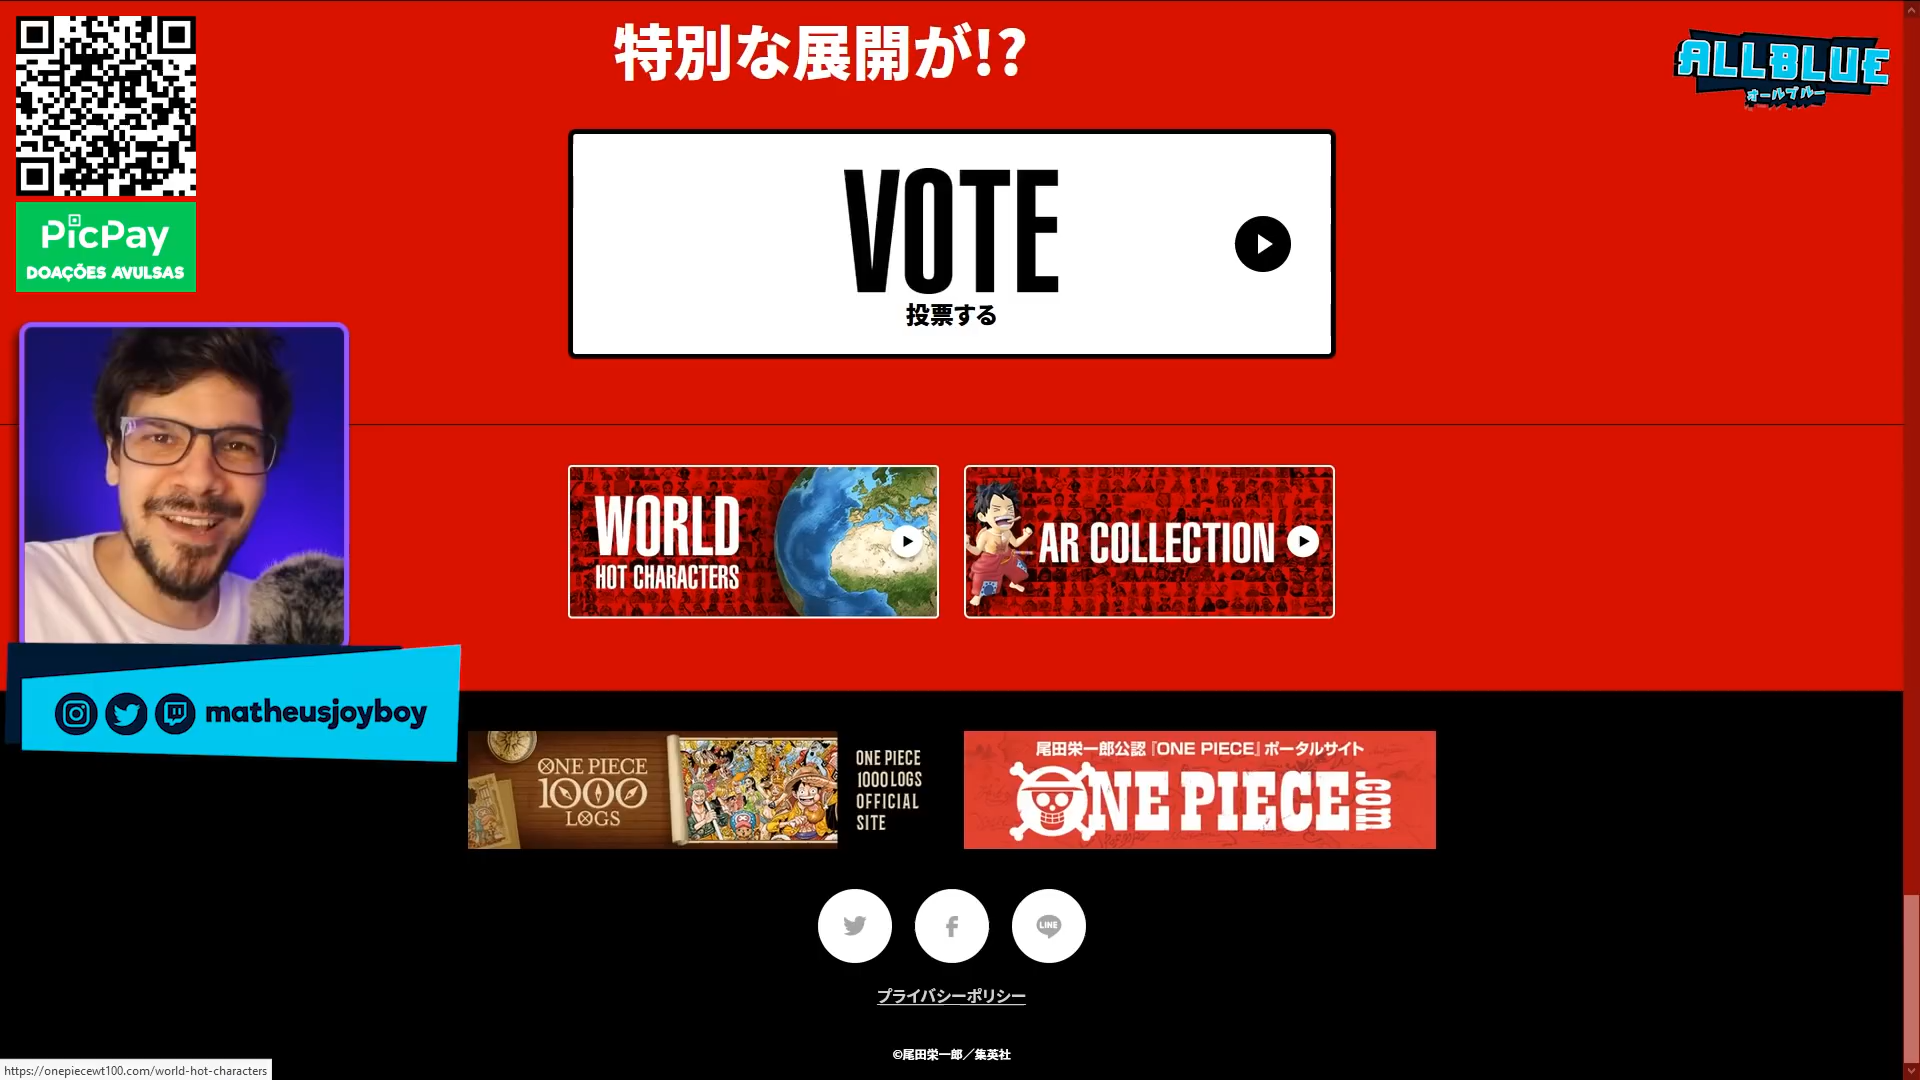 特別な展開が!?
ALLBLUE
オールブルー
PicPay
DOAÇÕES AVULSAS
VOTE
投票する
WORLD
HOT CHARACTERS
AR COLLECTION
matheusjoyboy
ONE PIECE
1000
LOGS
ONE PIECE
1000 LOGS
OFFICIAL
SITE
尾田栄一郎公認『ONE PIECE』ポータルサイト
ONE PIECE.com
LINE
プライバシーポリシー
©尾田栄一郎／集英社
https://onepiecewt100.com/world-hot-characters